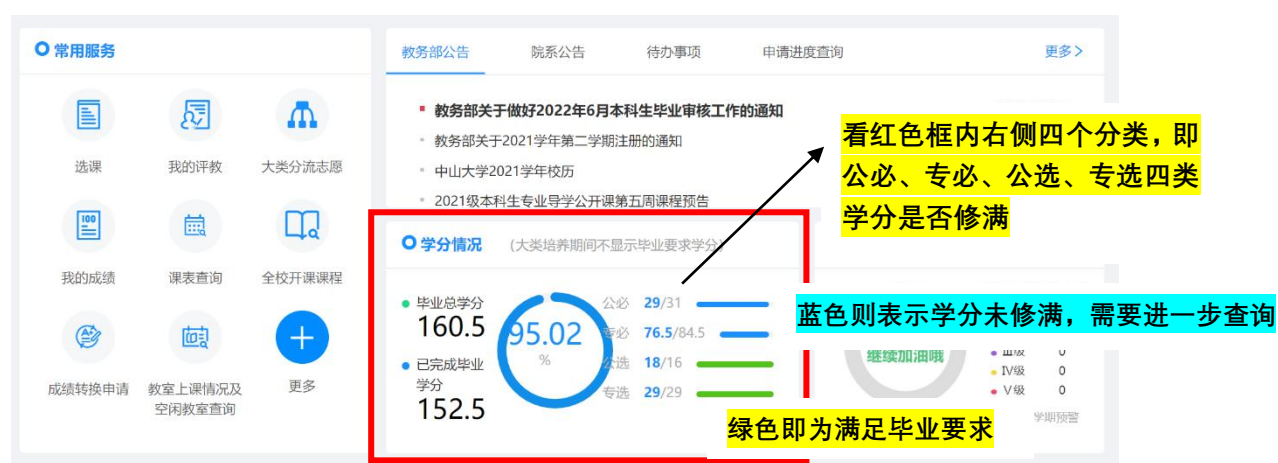 常用服务
选课
我的评教
大类分流志愿
我的成绩
课表查询
全校开课课程
成绩转换申请
教室上课情况及
空闲教室查询
更多
教务部公告
院系公告
待办事项
申请进度查询
更多>
教务部关于做好2022年6月本科生毕业审核工作的通知
教务部关于2021学年第二学期注册的通知
中山大学2021学年校历
2021级本科生专业导学公开课第五周课程预告
看红色框内右侧四个分类，即
公必、专必、公选、专选四类
学分是否修满
学分情况 （大类培养期间不显示毕业要求学分）
毕业总学分
160.5
已完成毕业
学分
152.5
95.02
%
公必 29/31
专必 76.5/84.5
公选 18/16
专选 29/29
蓝色则表示学分未修满，需要进一步查询
继续加油哦
III级 0
IV级 0
V级 0
学期预警
绿色即为满足毕业要求